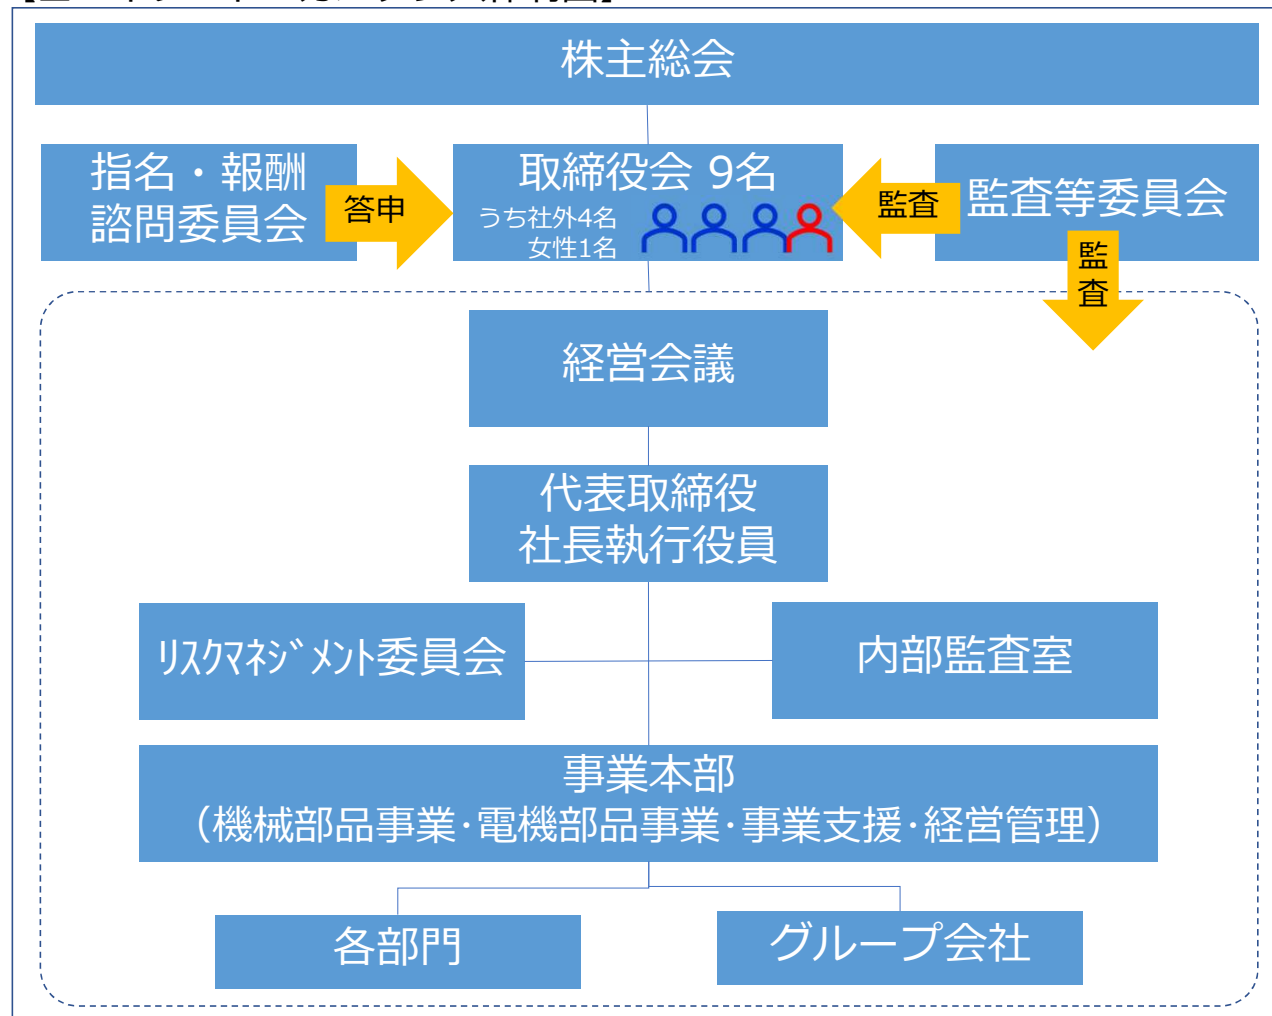 株主総会
指名・報酬
諮問委員会
答申
取締役会 9名
うち社外4名
女性1名
監査
監査等委員会
監査
経営会議
代表取締役
社長執行役員
ﾘｽｸﾏﾈｼﾞﾒﾝﾄ委員会
内部監査室
事業本部
（機械部品事業･電機部品事業･事業支援･経営管理）
各部門
グループ会社